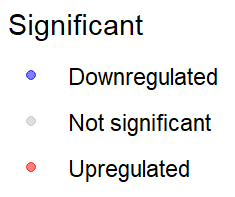 Significant
Downregulated
Not significant
Upregulated